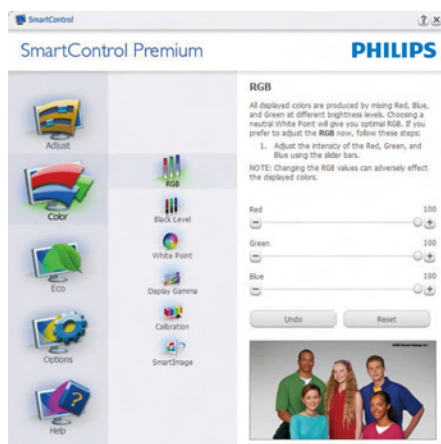 SmartControl
SmartControl Premium
PHILIPS
Adjust
Color
Eco
Options
Help
RGB
Black Level
White Point
Display Gamma
Calibration
SmartImage
RGB
All displayed colors are produced by mixing Red, Blue,
and Green at different brightness levels. Choosing a
neutral White Point will give you optimal RGB. If you
prefer to adjust the RGB now, follow these steps:
1. Adjust the intensity of the Red, Green, and
Blue using the slider bars.
NOTE: Changing the RGB values can adversely effect
the displayed colors.
Red 100
Green 100
Blue 100
Undo Reset